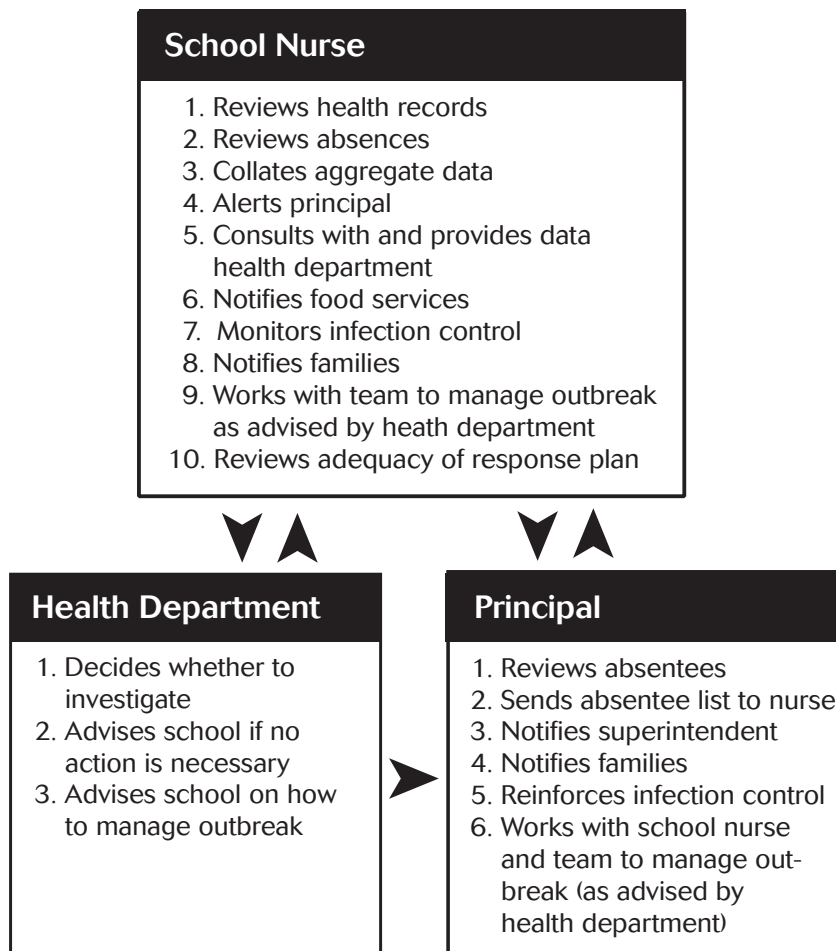 School Nurse
1. Reviews health records
2. Reviews absences
3. Collates aggregate data
4. Alerts principal
5. Consults with and provides data
health department
6. Notifies food services
7. Monitors infection control
8. Notifies families
9. Works with team to manage outbreak
as advised by heath department
10. Reviews adequacy of response plan
Health Department
1. Decides whether to
investigate
2. Advises school if no
action is necessary
3. Advises school on how
to manage outbreak
Principal
1. Reviews absentees
2. Sends absentee list to nurse
3. Notifies superintendent
4. Notifies families
5. Reinforces infection control
6. Works with school nurse
and team to manage out-
break (as advised by
health department)